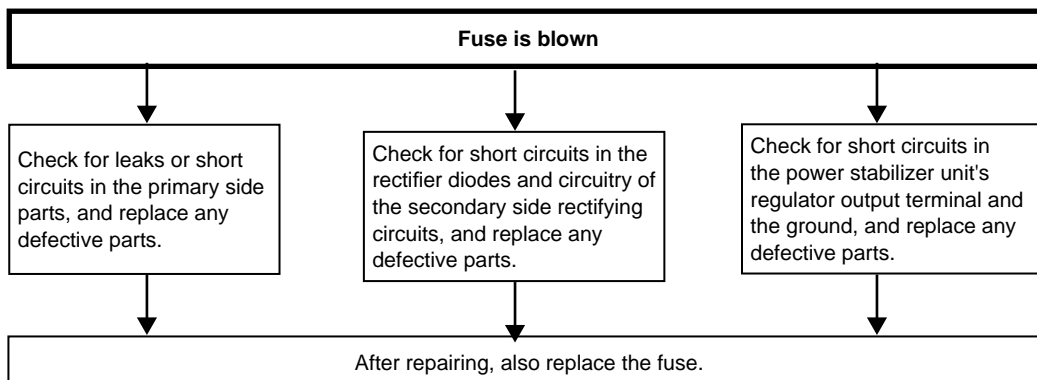 Fuse is blown
Check for leaks or short
circuits in the primary side
parts, and replace any
defective parts.
Check for short circuits in the
rectifier diodes and circuitry of
the secondary side rectifying
circuits, and replace any
defective parts.
Check for short circuits in
the power stabilizer unit's
regulator output terminal and
the ground, and replace any
defective parts.
After repairing, also replace the fuse.